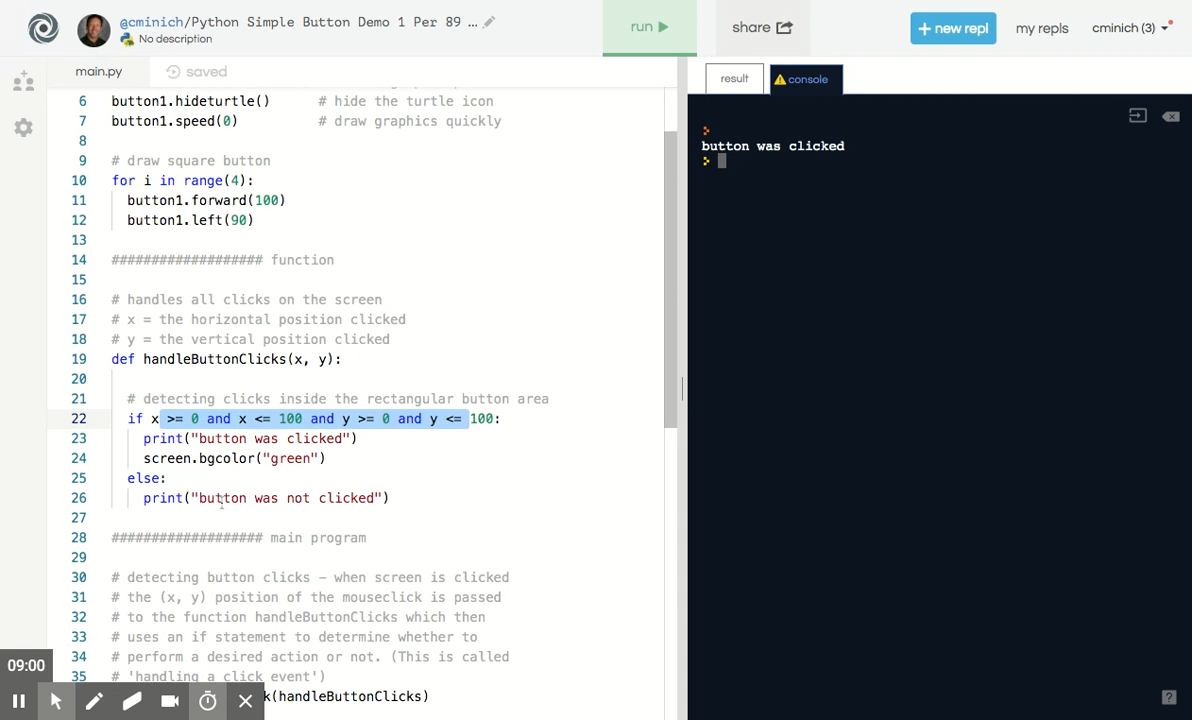 @cminich/Python Simple Button Demo 1 Per 89 ...
No description
run
share
+ new repl
my repls
cminich (3)
main.py
saved
result
console
6 button1.hideturtle() # hide the turtle icon
7 button1.speed(0) # draw graphics quickly
8
9 # draw square button
10 for i in range(4):
11 button1.forward(100)
12 button1.left(90)
13
14 ################### function
15
16 # handles all clicks on the screen
17 # x = the horizontal position clicked
18 # y = the vertical position clicked
19 def handleButtonClicks(x, y):
20
21 # detecting clicks inside the rectangular button area
22 if x >= 0 and x <= 100 and y >= 0 and y <= 100:
23 print("button was clicked")
24 screen.bgcolor("green")
25 else:
26 print("button was not clicked")
27
28 ################### main program
29
30 # detecting button clicks – when screen is clicked
31 # the (x, y) position of the mouseclick is passed
32 # to the function handleButtonClicks which then
33 # uses an if statement to determine whether to
34 # perform a desired action or not. (This is called
35 # 'handling a click event')
k(handleButtonClicks)
>
button was clicked
>
09:00
?